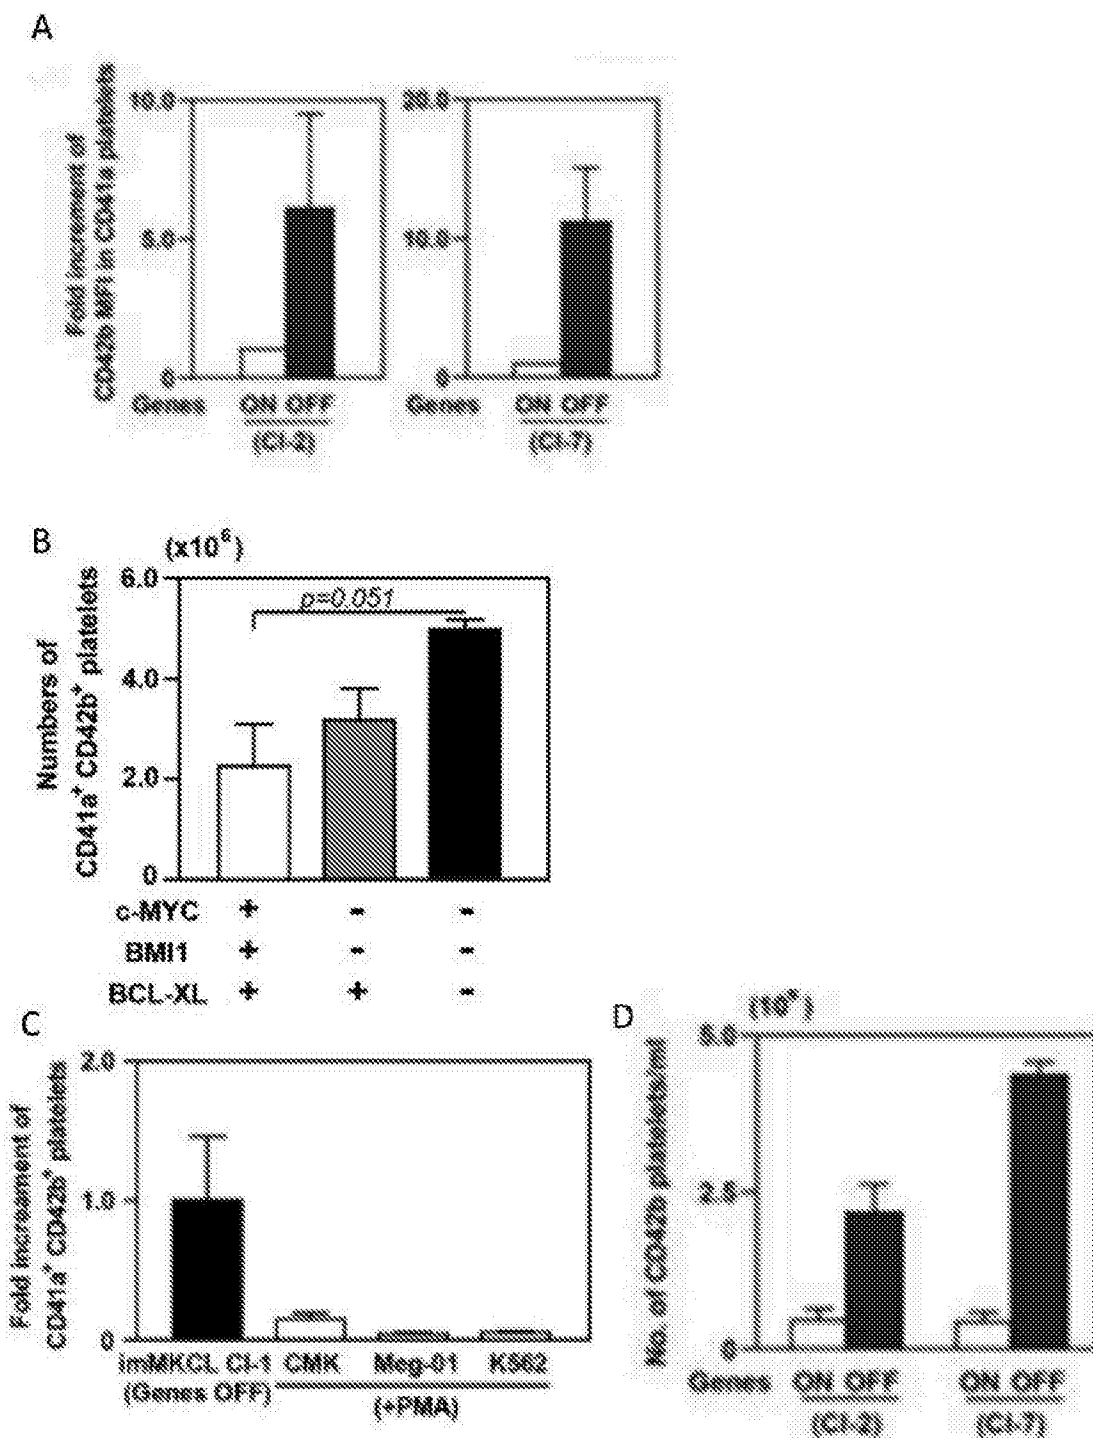 A
Fold increment of
CD42b MFI in CD41a platelets
10.0
5.0
0
Genes ON OFF
(Cl-2)
20.0
10.0
0
Genes ON OFF
(Cl-7)
B
(x10⁶)
Numbers of
CD41a⁺ CD42b⁺ platelets
6.0
4.0
2.0
0
p=0.051
c-MYC + - -
BMI1 + - -
BCL-XL + + -
C
Fold increament of
CD41a⁺ CD42b⁺ platelets
2.0
1.0
0
imMKCL Cl-1 CMK Meg-01 K562
(Genes OFF)
(+PMA)
D
No. of CD42b platelets/ml
5.0
2.5
0
Genes ON OFF ON OFF
(Cl-2) (Cl-7)